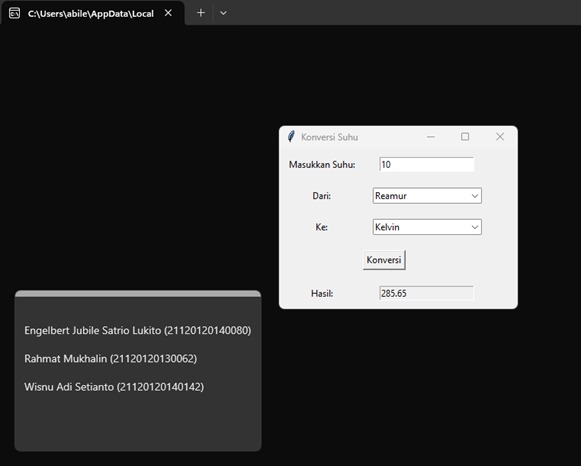 C:\Users\abile\AppData\Local
Konversi Suhu
Masukkan Suhu: 10
Dari: Reamur
Ke: Kelvin
Konversi
Hasil: 285.65
Engelbert Jubile Satrio Lukito (21120120140080)
Rahmat Mukhalin (21120120130062)
Wisnu Adi Setianto (21120120140142)